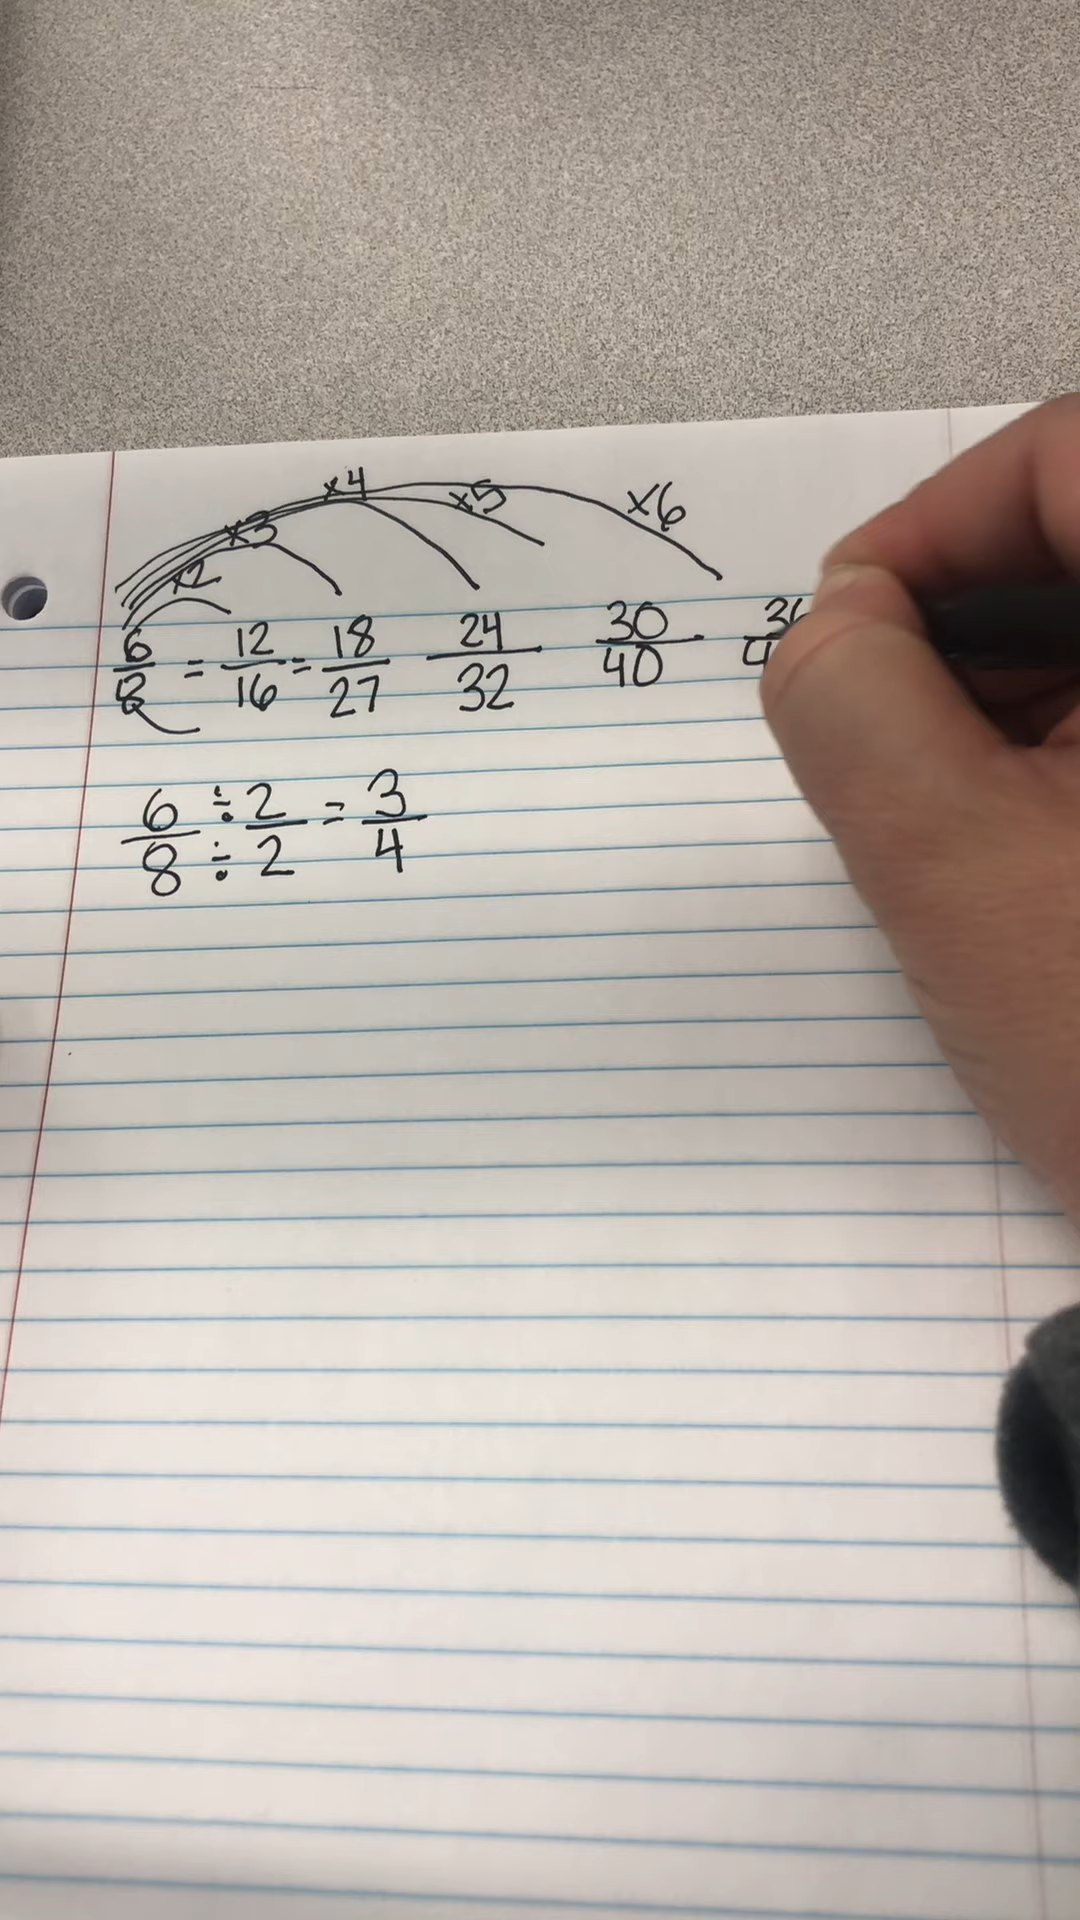 ×2 ×3 ×4 ×5 ×6
6/8 = 12/16 = 18/27 24/32 30/40
6/8 ÷ 2/÷ 2 = 3/4